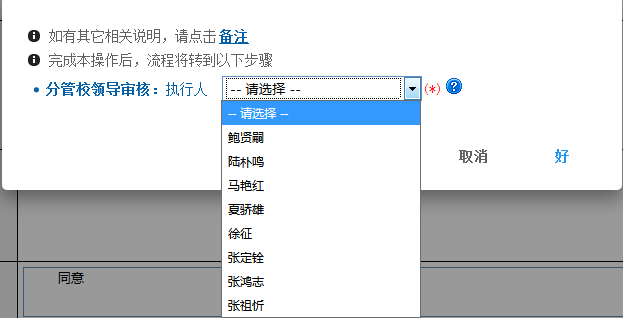 如有其它相关说明，请点击备注
完成本操作后，流程将转到以下步骤
• 分管校领导审核：执行人 -- 请选择 -- (*)
-- 请选择 --
鲍贤嗣
陆朴鸣
马艳红
夏骄雄
徐征
张定铨
张鸿志
张祖忻
取消 好
同意